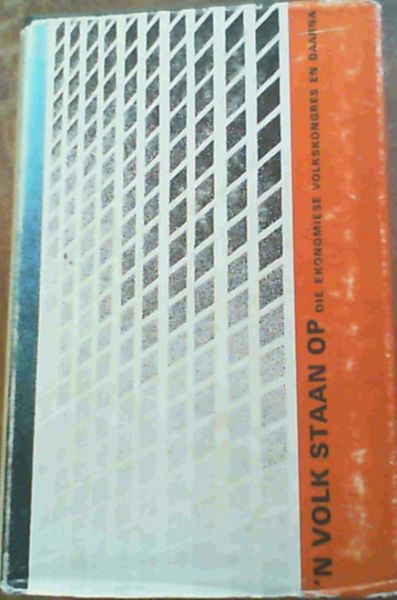 'N VOLK STAAN OP
DIE EKONOMIESE VOLKSKONGRES EN DAARNA